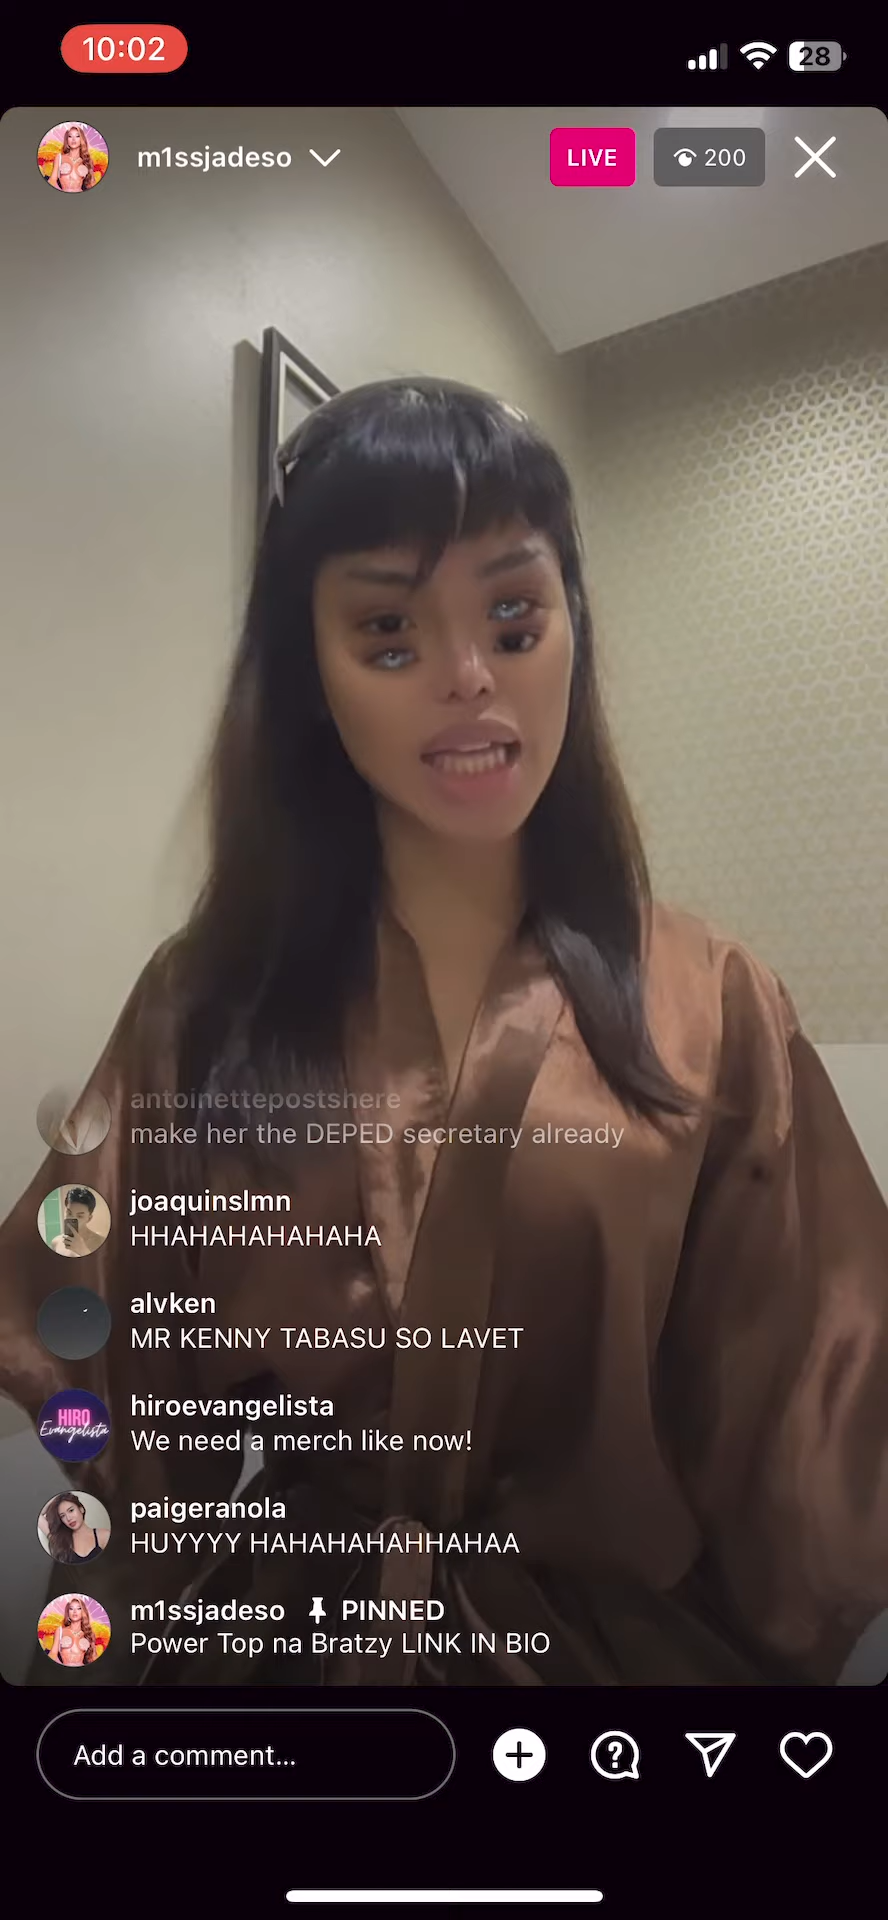 10:02
28
m1ssjadeso
LIVE
200
antoinettepostshere
make her the DEPED secretary already
joaquinslmn
HHAHAHAHAHAHA
alvken
MR KENNY TABASU SO LAVET
HIRO
Evangelista
hiroevangelista
We need a merch like now!
paigeranola
HUYYYY HAHAHAHAHHAHAA
m1ssjadeso PINNED
Power Top na Bratzy LINK IN BIO
Add a comment...